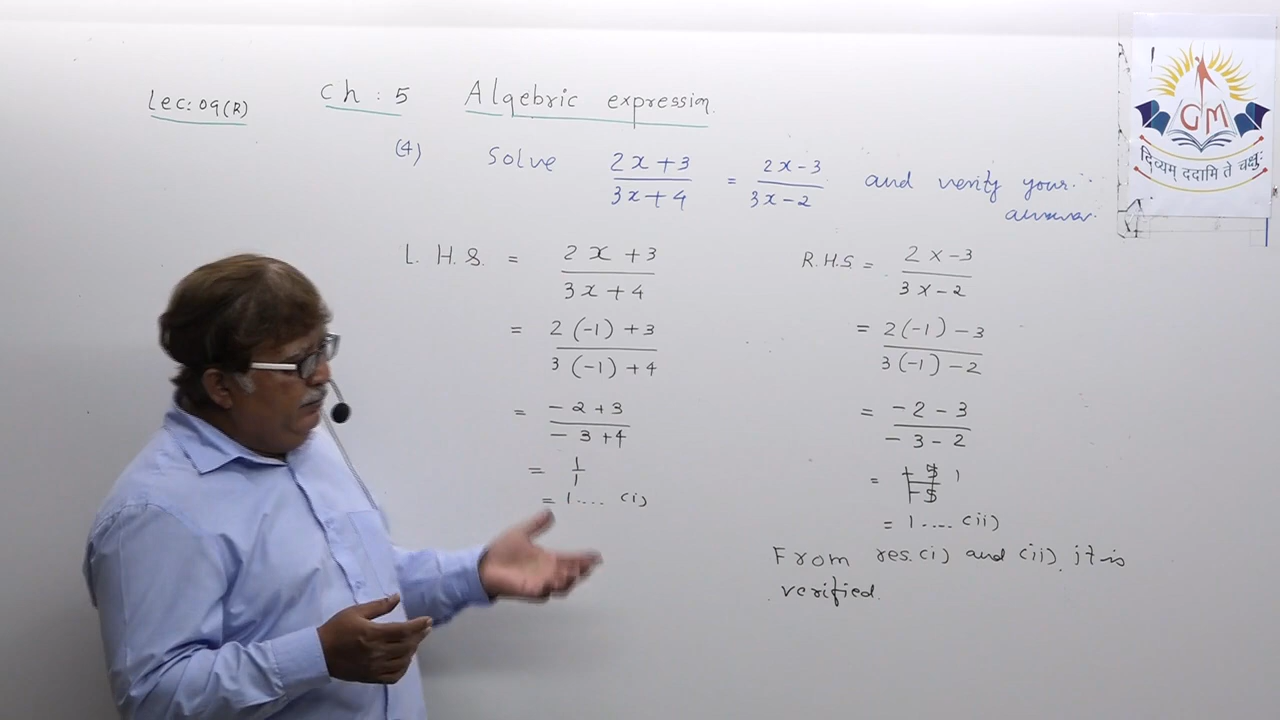 Lec: 09 (R) Ch : 5 Algebric expression.
(4) Solve (2x+3)/(3x+4) = (2x-3)/(3x-2) and verify your
answer.
L. H. S. = (2x+3)/(3x+4)
= (2(-1)+3)/(3(-1)+4)
= (-2+3)/(-3+4)
= 1/1
= 1.... (i)
R.H.S. = (2x-3)/(3x-2)
= (2(-1)-3)/(3(-1)-2)
= (-2-3)/(-3-2)
= 1.... (ii)
From res.(i) and (ii), it is
verified.
GM
दिव्यम् ददामि ते चक्षुः